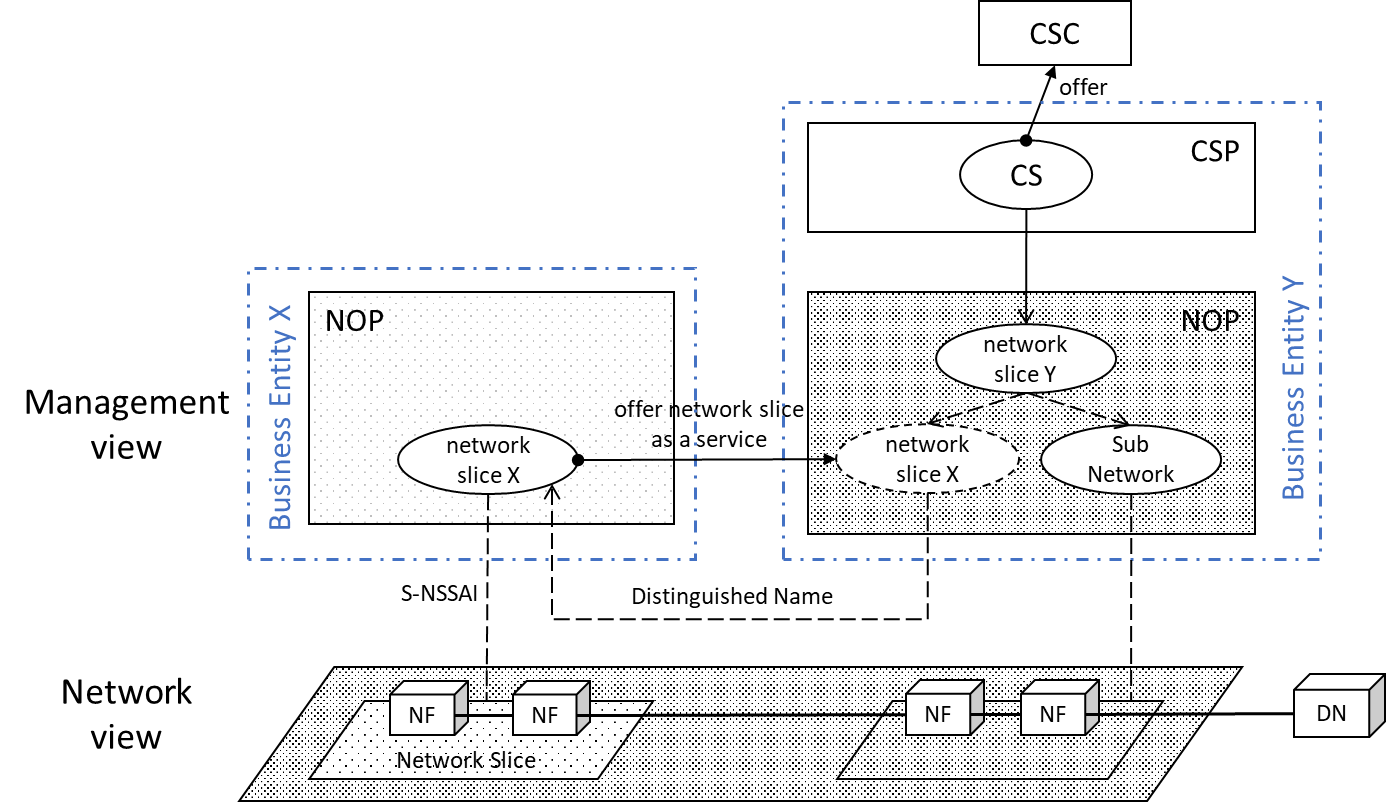 CSC
offer
CSP
CS
Business Entity X
NOP
Business Entity Y
NOP
network
slice Y
Management
view
offer network slice
as a service
network
slice X
network
slice X
Sub
Network
S-NSSAI
Distinguished Name
Network
view
NF
NF
NF
NF
DN
Network Slice